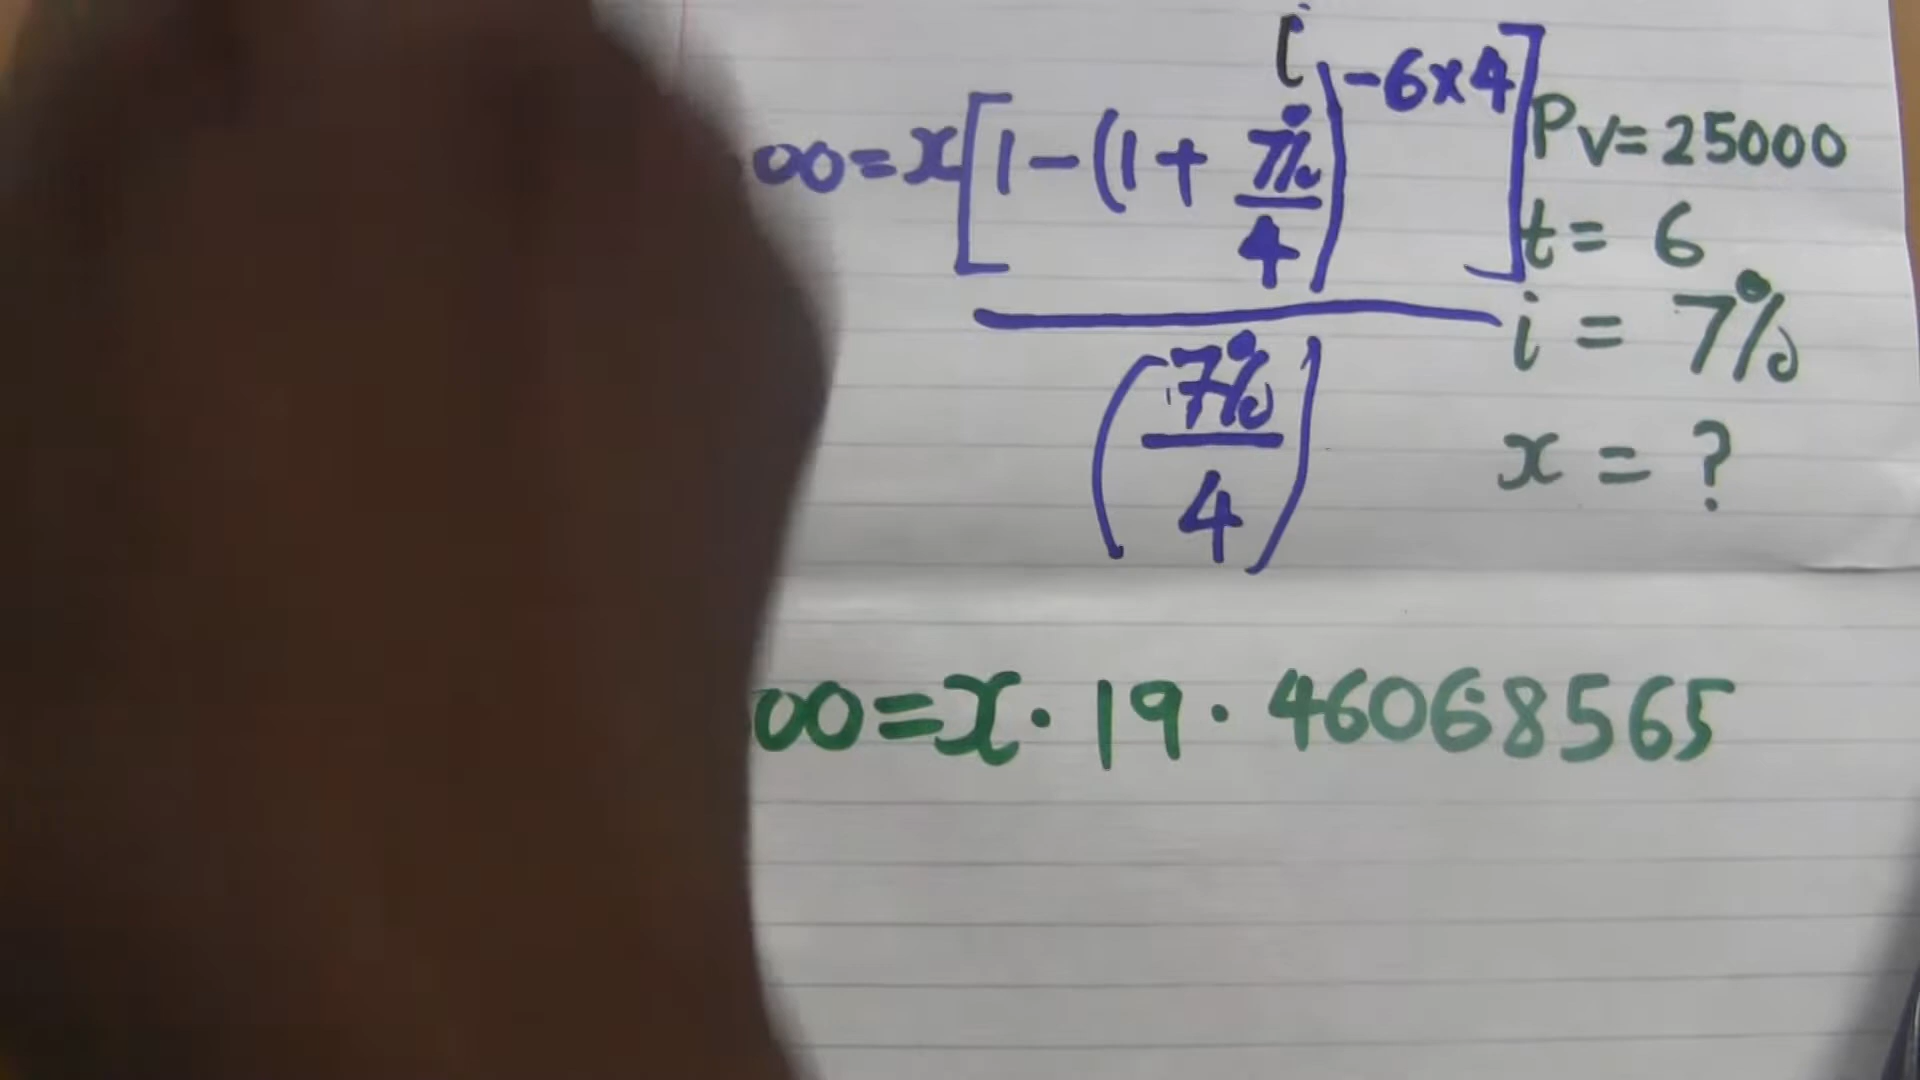 00=x[1-(1+7%/4)^-6x4]
(7%/4)
Pv=25000
t= 6
i = 7%
x = ?
00=x·19·46068565